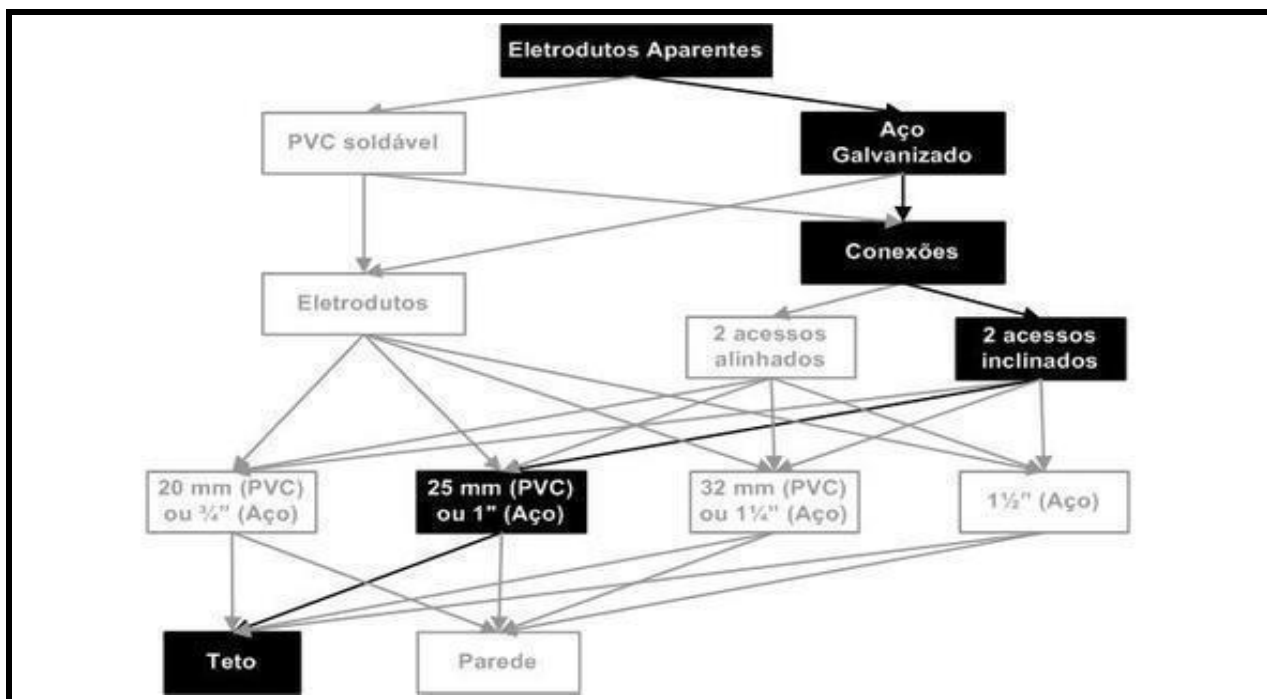 Eletrodutos Aparentes
PVC soldável
Aço
Galvanizado
Conexões
Eletrodutos
2 acessos
alinhados
2 acessos
inclinados
20 mm (PVC)
ou ¾" (Aço)
25 mm (PVC)
ou 1" (Aço)
32 mm (PVC)
ou 1¼" (Aço)
1½" (Aço)
Teto
Parede